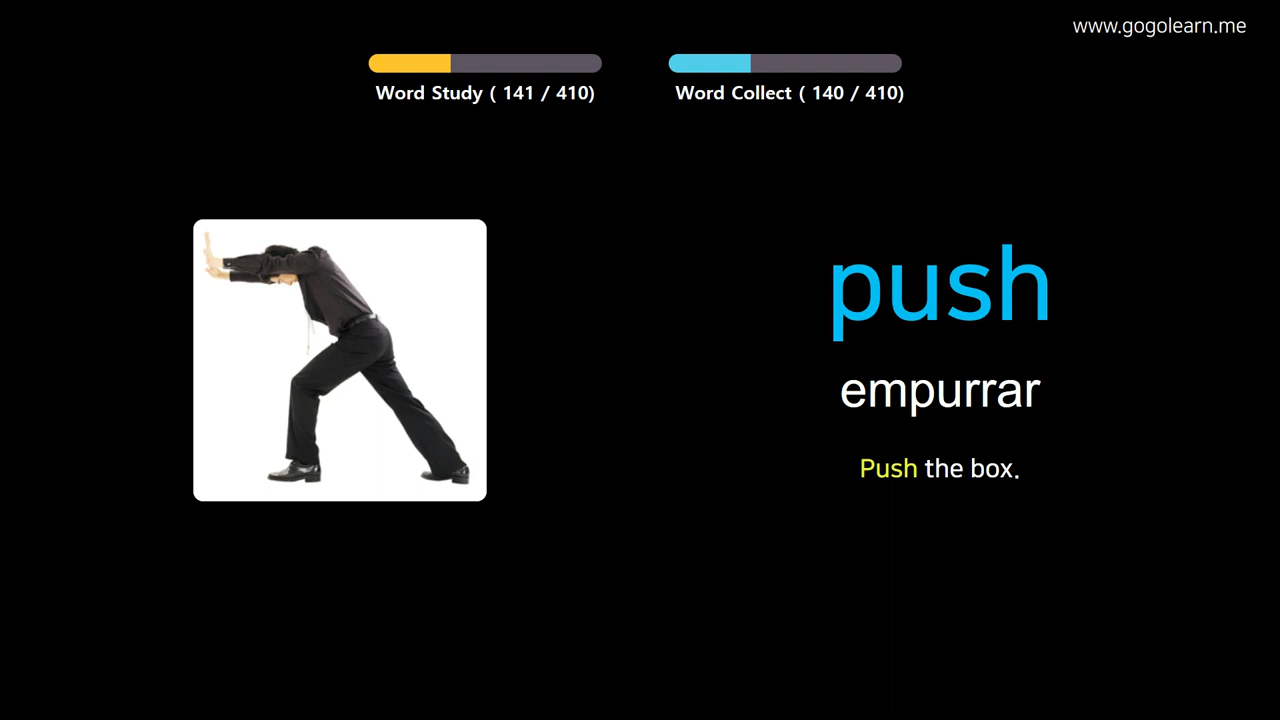 www.gogolearn.me
Word Study ( 141 / 410)
Word Collect ( 140 / 410)
push
empurrar
Push the box.